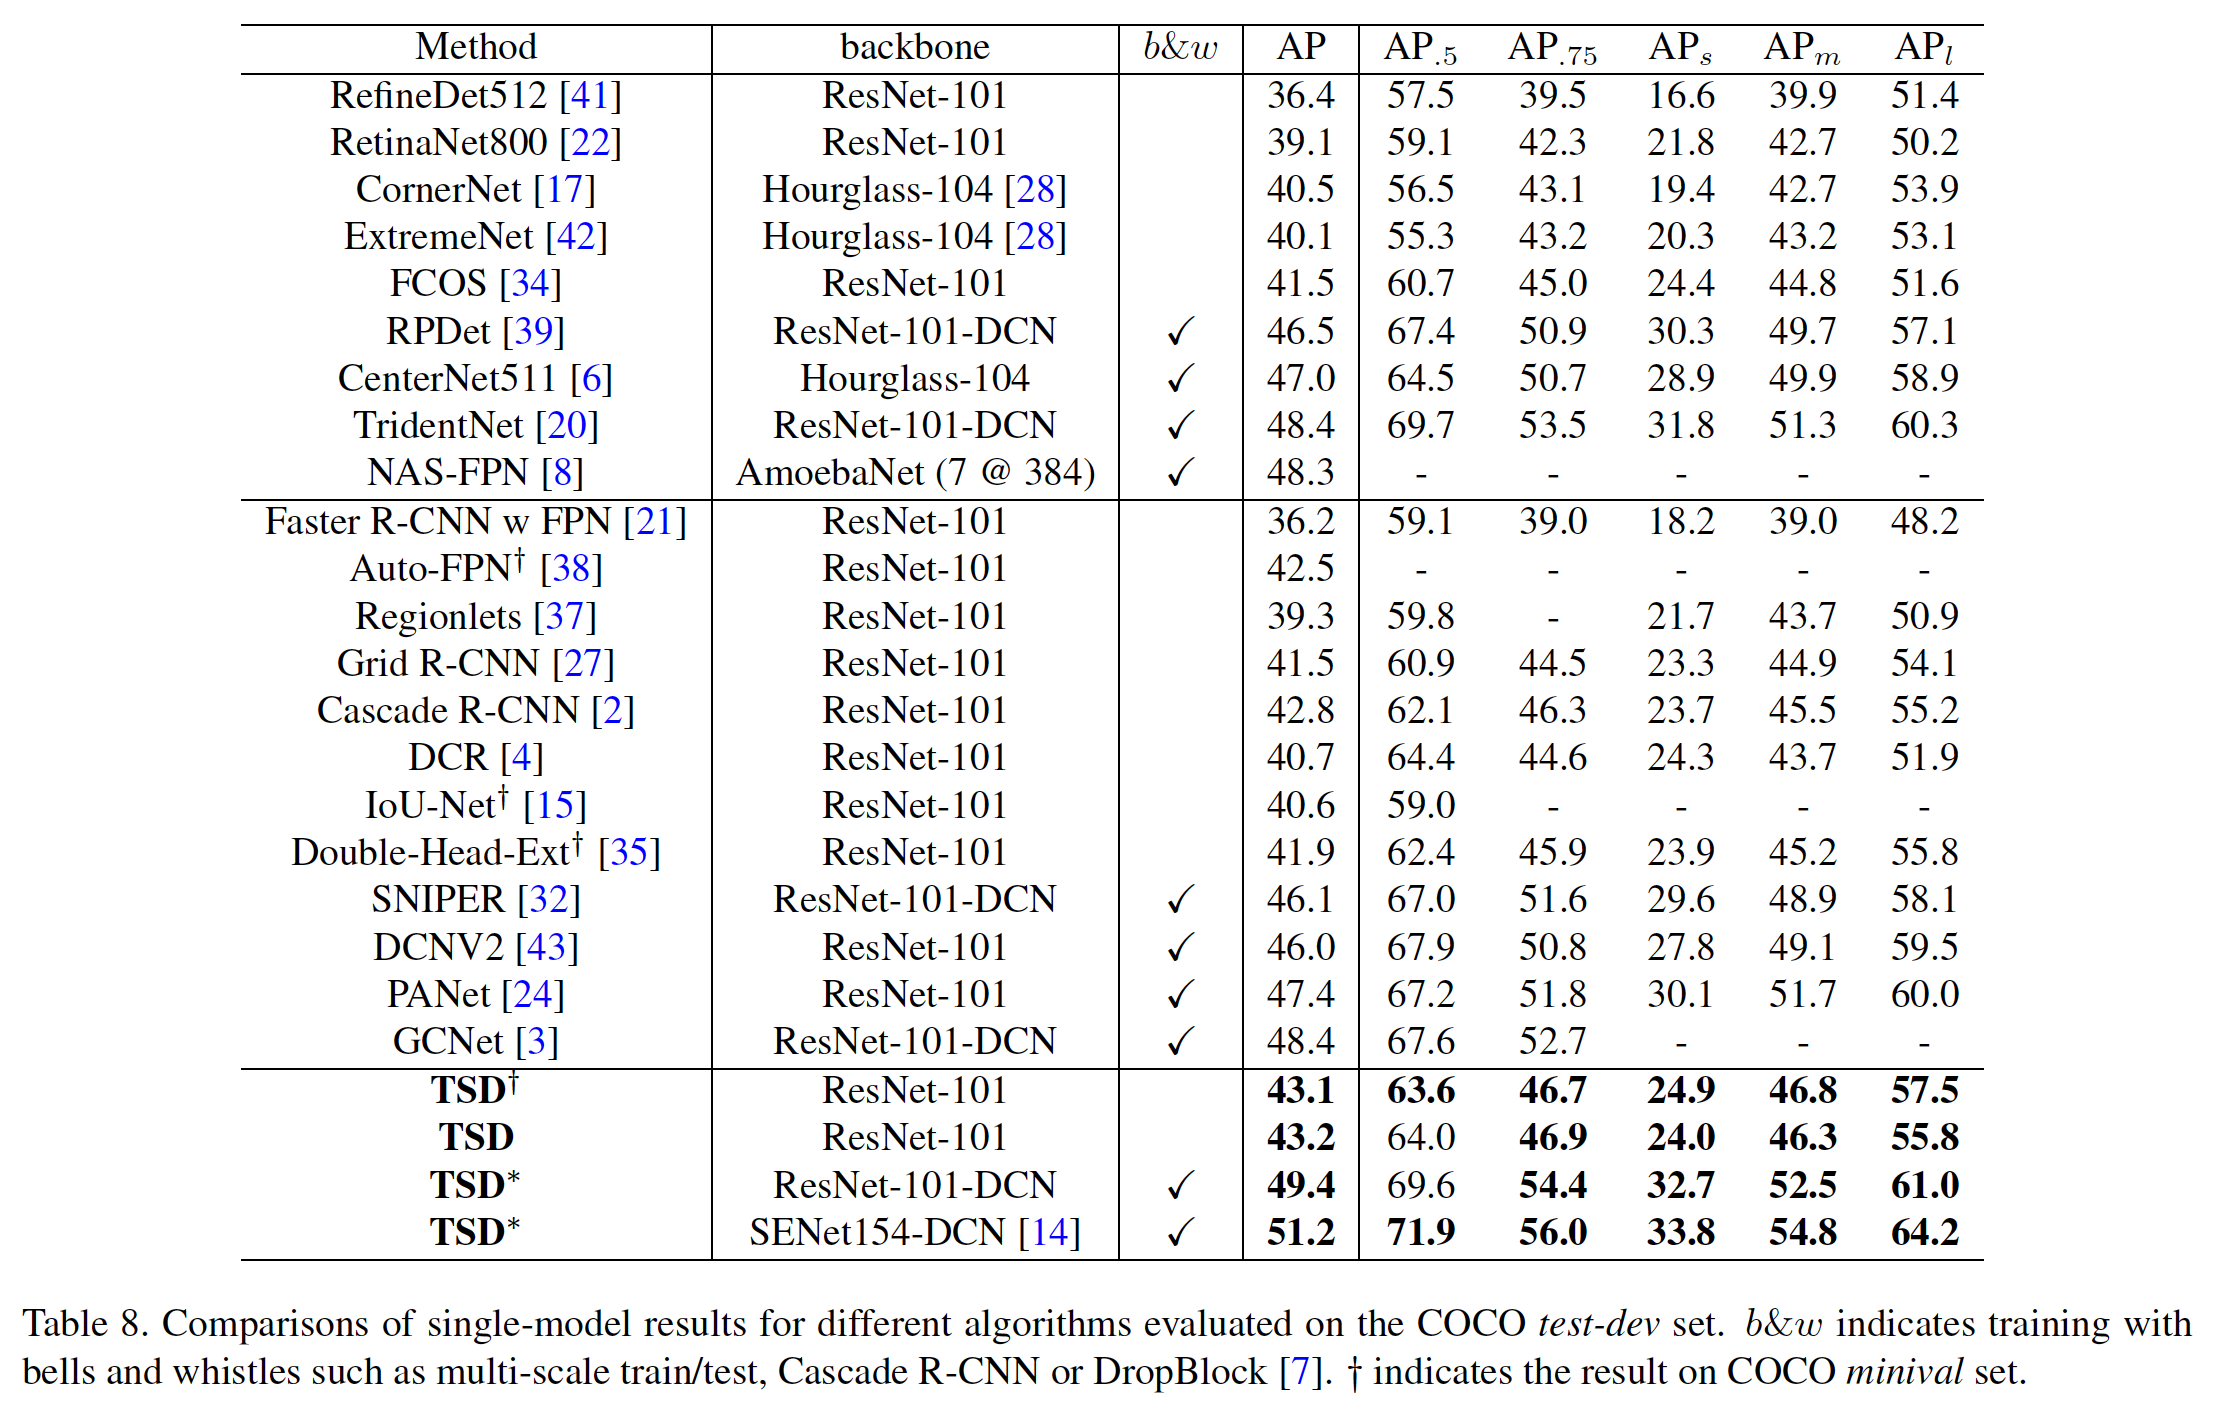 Method backbone b&w AP AP.5 AP.75 APs APm APl
RefineDet512 [41] ResNet-101 36.4 57.5 39.5 16.6 39.9 51.4
RetinaNet800 [22] ResNet-101 39.1 59.1 42.3 21.8 42.7 50.2
CornerNet [17] Hourglass-104 [28] 40.5 56.5 43.1 19.4 42.7 53.9
ExtremeNet [42] Hourglass-104 [28] 40.1 55.3 43.2 20.3 43.2 53.1
FCOS [34] ResNet-101 41.5 60.7 45.0 24.4 44.8 51.6
RPDet [39] ResNet-101-DCN ✓ 46.5 67.4 50.9 30.3 49.7 57.1
CenterNet511 [6] Hourglass-104 ✓ 47.0 64.5 50.7 28.9 49.9 58.9
TridentNet [20] ResNet-101-DCN ✓ 48.4 69.7 53.5 31.8 51.3 60.3
NAS-FPN [8] AmoebaNet (7 @ 384) ✓ 48.3 - - - - -
Faster R-CNN w FPN [21] ResNet-101 36.2 59.1 39.0 18.2 39.0 48.2
Auto-FPN† [38] ResNet-101 42.5 - - - - -
Regionlets [37] ResNet-101 39.3 59.8 - 21.7 43.7 50.9
Grid R-CNN [27] ResNet-101 41.5 60.9 44.5 23.3 44.9 54.1
Cascade R-CNN [2] ResNet-101 42.8 62.1 46.3 23.7 45.5 55.2
DCR [4] ResNet-101 40.7 64.4 44.6 24.3 43.7 51.9
IoU-Net† [15] ResNet-101 40.6 59.0 - - - -
Double-Head-Ext† [35] ResNet-101 41.9 62.4 45.9 23.9 45.2 55.8
SNIPER [32] ResNet-101-DCN ✓ 46.1 67.0 51.6 29.6 48.9 58.1
DCNV2 [43] ResNet-101 ✓ 46.0 67.9 50.8 27.8 49.1 59.5
PANet [24] ResNet-101 ✓ 47.4 67.2 51.8 30.1 51.7 60.0
GCNet [3] ResNet-101-DCN ✓ 48.4 67.6 52.7 - - -
TSD† ResNet-101 43.1 63.6 46.7 24.9 46.8 57.5
TSD ResNet-101 43.2 64.0 46.9 24.0 46.3 55.8
TSD* ResNet-101-DCN ✓ 49.4 69.6 54.4 32.7 52.5 61.0
TSD* SENet154-DCN [14] ✓ 51.2 71.9 56.0 33.8 54.8 64.2
Table 8. Comparisons of single-model results for different algorithms evaluated on the COCO test-dev set. b&w indicates training with
bells and whistles such as multi-scale train/test, Cascade R-CNN or DropBlock [7]. † indicates the result on COCO minival set.